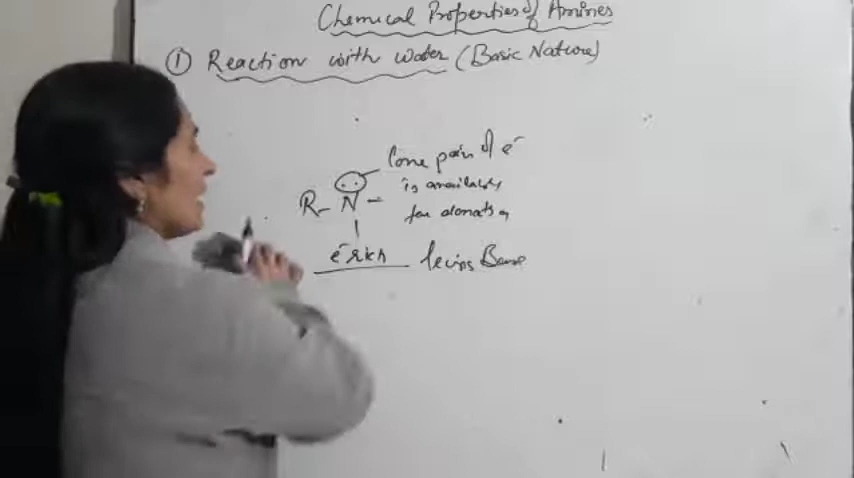 Chemical Properties of Amines
① Reaction with water (Basic Nature)
Lone pair of e⁻
is available
for donation
R - N̈ -
e⁻ rich Lewis Base